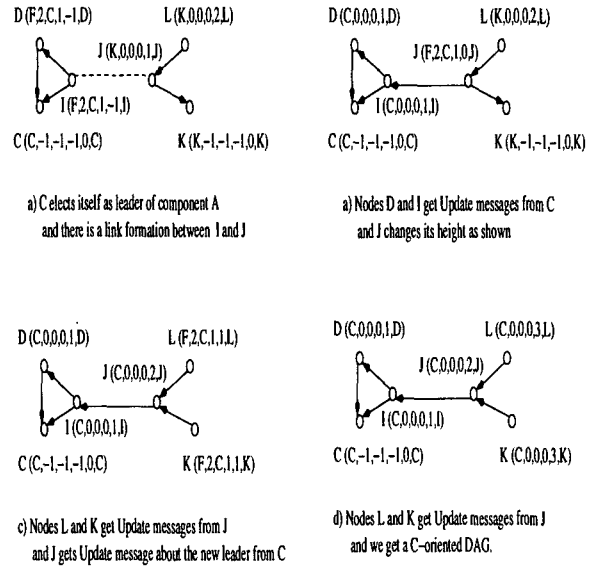 D (F,2,C,1,-1,D) L (K,0,0,0,2,L)
J (K,0,0,0,1,J)
I (F,2,C,1,-1,I)
C (C,-1,-1,-1,0,C) K (K,-1,-1,-1,0,K)
a) C elects itself as leader of component A
and there is a link formation between I and J
D (C,0,0,0,1,D) L (K,0,0,0,2,L)
J (F,2,C,1,0,J)
I (C,0,0,0,1,I)
C (C,-1,-1,-1,0,C) K (K,-1,-1,-1,0,K)
a) Nodes D and I get Update messages from C
and J changes its height as shown
D (C,0,0,0,1,D) L (F,2,C,1,1,L)
J (C,0,0,0,2,J)
I (C,0,0,0,1,I)
C (C,-1,-1,-1,0,C) K (F,2,C,1,1,K)
c) Nodes L and K get Update messages from J
and J gets Update message about the new leader from C
D (C,0,0,0,1,D) L (C,0,0,0,3,L)
J (C,0,0,0,2,J)
I (C,0,0,0,1,I)
C (C,-1,-1,-1,0,C) K (C,0,0,0,3,K)
d) Nodes L and K get Update messages from J
and we get a C-oriented DAG.